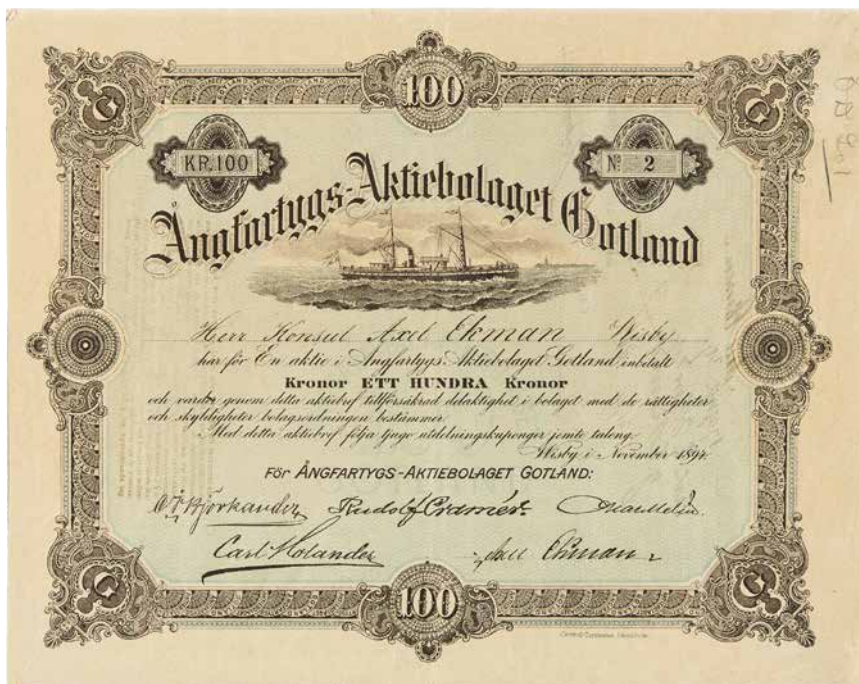 100
KR. 100
No 2
Ångfartygs-Aktiebolaget Gotland
Herr Konsul Axel Ekman Wisby
har för En aktie i Ångfartygs-Aktiebolaget Gotland inbetalt
Kronor ETT HUNDRA Kronor
och varder genom detta aktiebref tillförsäkrad delaktighet i bolaget med de rättigheter
och skyldigheter bolagsordningen bestämmer.
Med detta aktiebref följa tjugo utdelningskuponger jemte talong.
Wisby i November 1897.
FÖR ÅNGFARTYGS-AKTIEBOLAGET GOTLAND:
Björkander Rudolf Cramér.
Carl Holander Axel Ekman
100